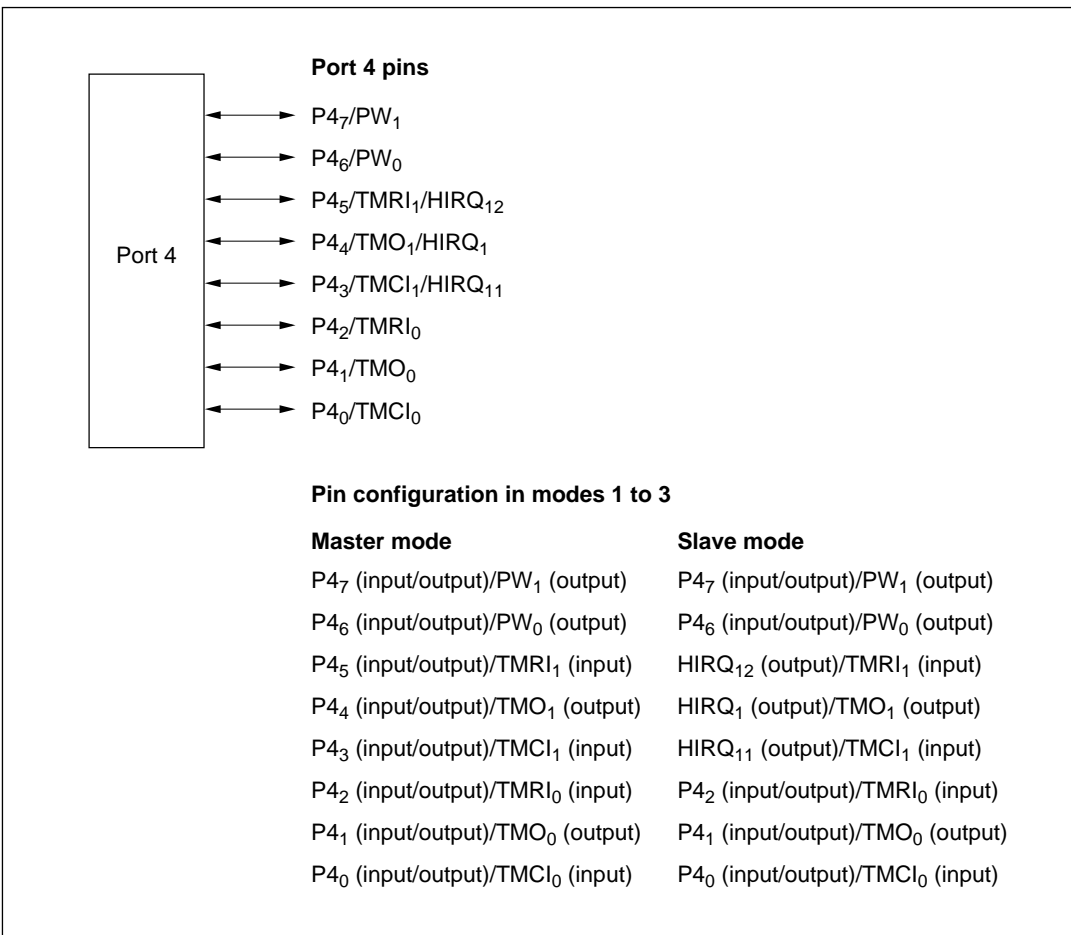 Port 4 pins
P4₇/PW₁
P4₆/PW₀
P4₅/TMRI₁/HIRQ₁₂
P4₄/TMO₁/HIRQ₁
P4₃/TMCI₁/HIRQ₁₁
P4₂/TMRI₀
P4₁/TMO₀
P4₀/TMCI₀
Port 4
Pin configuration in modes 1 to 3
Master mode Slave mode
P4₇ (input/output)/PW₁ (output) P4₇ (input/output)/PW₁ (output)
P4₆ (input/output)/PW₀ (output) P4₆ (input/output)/PW₀ (output)
P4₅ (input/output)/TMRI₁ (input) HIRQ₁₂ (output)/TMRI₁ (input)
P4₄ (input/output)/TMO₁ (output) HIRQ₁ (output)/TMO₁ (output)
P4₃ (input/output)/TMCI₁ (input) HIRQ₁₁ (output)/TMCI₁ (input)
P4₂ (input/output)/TMRI₀ (input) P4₂ (input/output)/TMRI₀ (input)
P4₁ (input/output)/TMO₀ (output) P4₁ (input/output)/TMO₀ (output)
P4₀ (input/output)/TMCI₀ (input) P4₀ (input/output)/TMCI₀ (input)